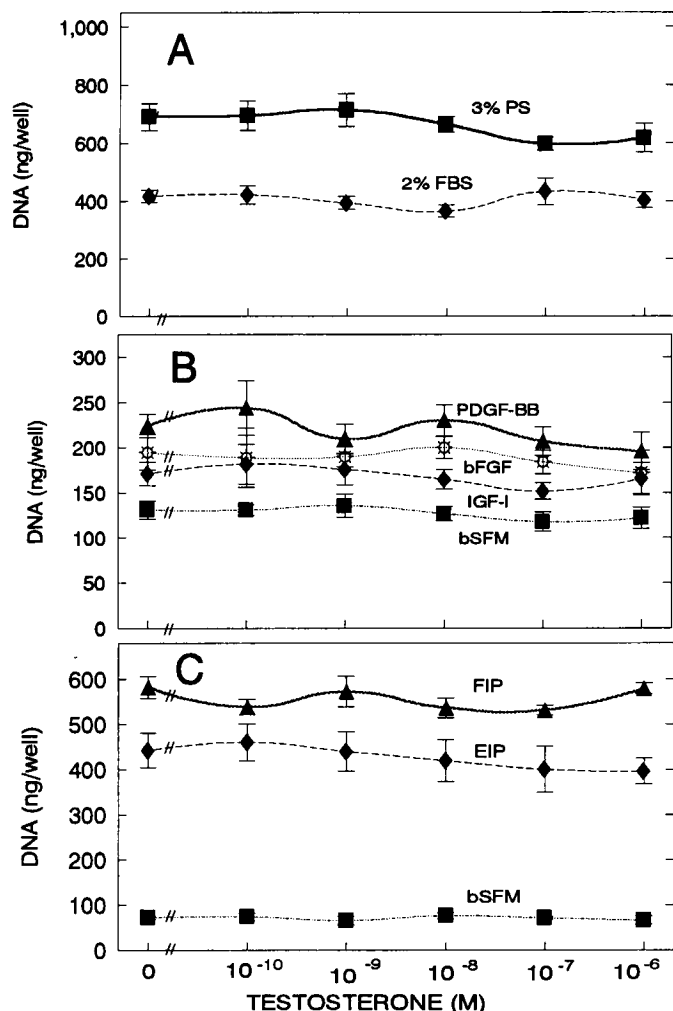 A
1,000
800
600
400
200
0
DNA (ng/well)
3% PS
2% FBS
B
300
250
200
150
100
50
0
DNA (ng/well)
PDGF-BB
bFGF
IGF-I
bSFM
C
600
500
400
300
200
100
0
DNA (ng/well)
FIP
EIP
bSFM
0 10⁻¹⁰ 10⁻⁹ 10⁻⁸ 10⁻⁷ 10⁻⁶
TESTOSTERONE (M)